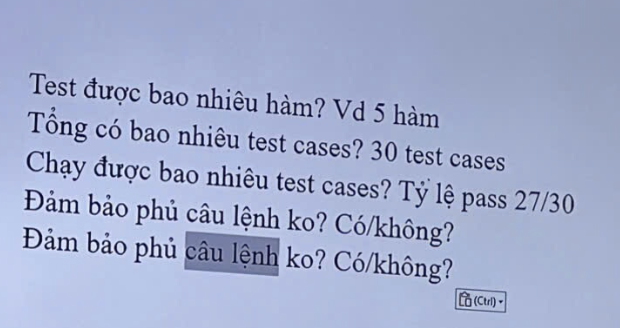 Test được bao nhiêu hàm? Vd 5 hàm
Tổng có bao nhiêu test cases? 30 test cases
Chạy được bao nhiêu test cases? Tỷ lệ pass 27/30
Đảm bảo phủ câu lệnh ko? Có/không?
Đảm bảo phủ câu lệnh ko? Có/không?
(Ctrl)